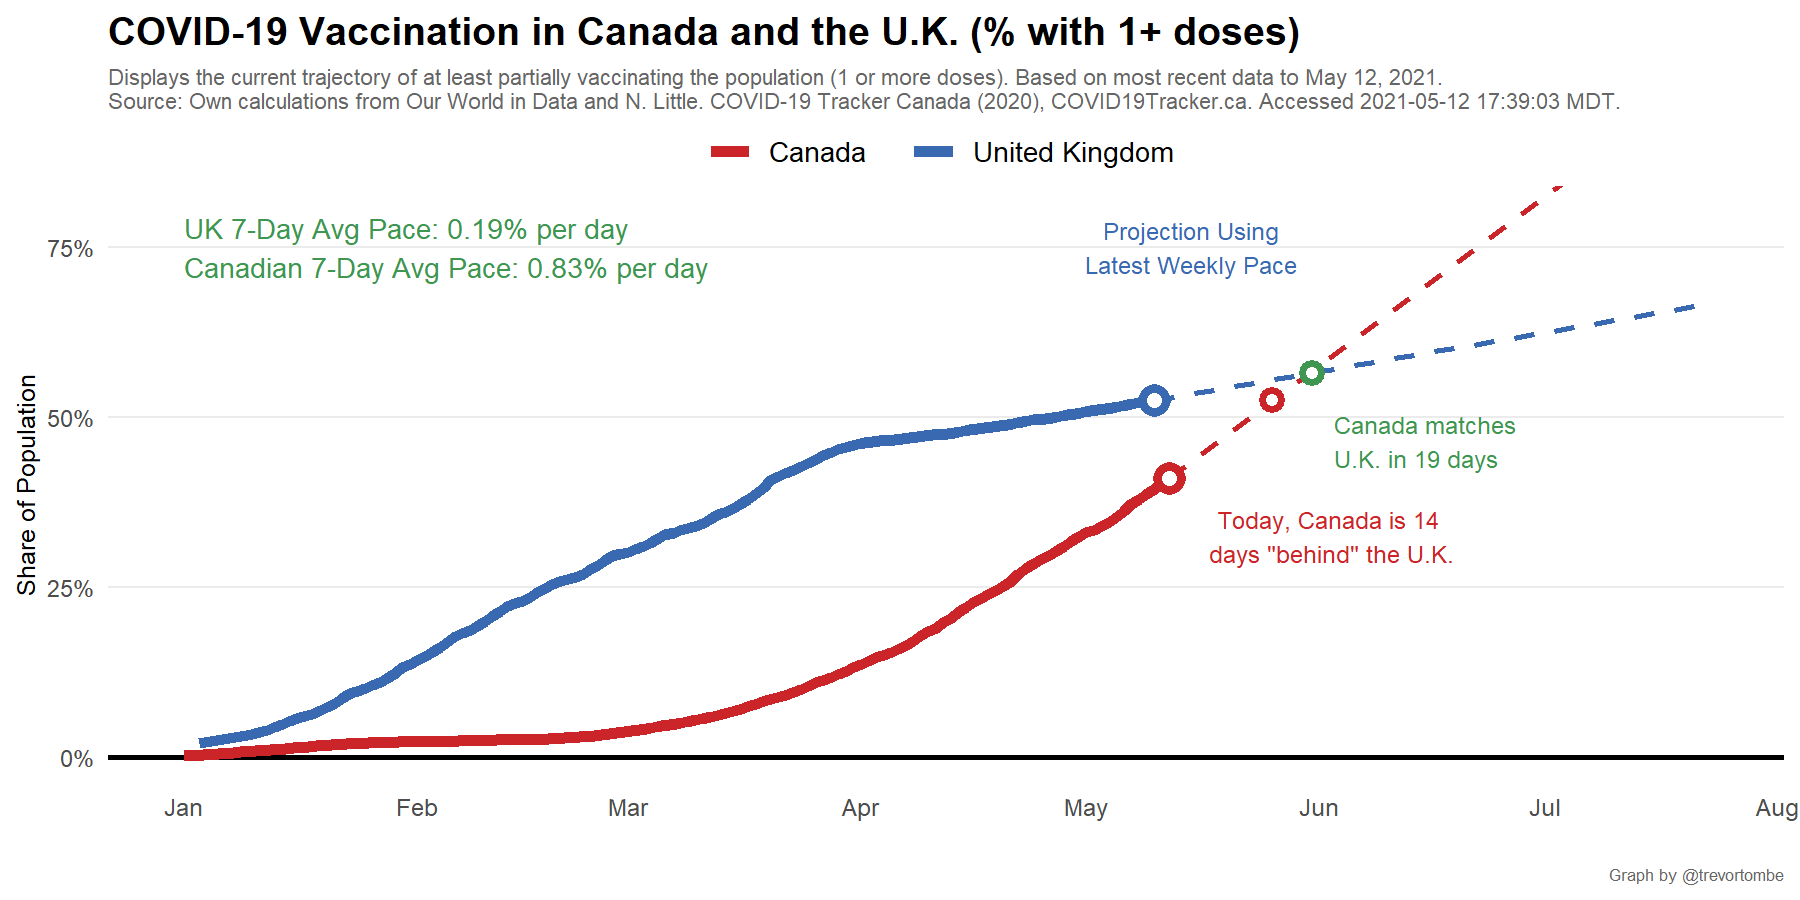 COVID-19 Vaccination in Canada and the U.K. (% with 1+ doses)
Displays the current trajectory of at least partially vaccinating the population (1 or more doses). Based on most recent data to May 12, 2021.
Source: Own calculations from Our World in Data and N. Little. COVID-19 Tracker Canada (2020), COVID19Tracker.ca. Accessed 2021-05-12 17:39:03 MDT.
Canada
United Kingdom
UK 7-Day Avg Pace: 0.19% per day
Canadian 7-Day Avg Pace: 0.83% per day
Projection Using
Latest Weekly Pace
Canada matches
U.K. in 19 days
Today, Canada is 14
days "behind" the U.K.
Share of Population
75%
50%
25%
0%
Jan
Feb
Mar
Apr
May
Jun
Jul
Aug
Graph by @trevortombe